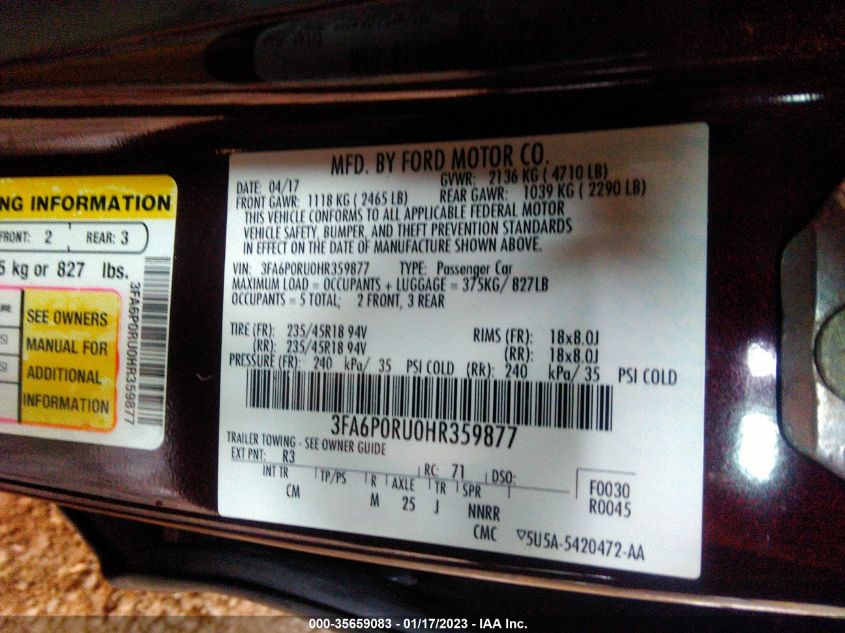 NG INFORMATION
FRONT: 2 REAR: 3
5 kg or 827 lbs.
SEE OWNERS
MANUAL FOR
ADDITIONAL
INFORMATION
3FA6P0RU0HR359877
MFD. BY FORD MOTOR CO.
DATE: 04/17 GVWR: 2136 KG ( 4710 LB)
FRONT GAWR: 1118 KG ( 2465 LB) REAR GAWR: 1039 KG ( 2290 LB)
THIS VEHICLE CONFORMS TO ALL APPLICABLE FEDERAL MOTOR
VEHICLE SAFETY, BUMPER, AND THEFT PREVENTION STANDARDS
IN EFFECT ON THE DATE OF MANUFACTURE SHOWN ABOVE.
VIN: 3FA6P0RU0HR359877 TYPE: Passenger Car
MAXIMUM LOAD = OCCUPANTS + LUGGAGE = 375KG/ 827LB
OCCUPANTS = 5 TOTAL; 2 FRONT, 3 REAR
TIRE (FR): 235/45R18 94V RIMS (FR): 18x8.0J
(RR): 235/45R18 94V (RR): 18x8.0J
PRESSURE (FR): 240 kPa/ 35 PSI COLD (RR): 240 kPa/ 35 PSI COLD
3FA6P0RU0HR359877
TRAILER TOWING - SEE OWNER GUIDE
EXT PNT: R3 RC: 71 DSO:
INT TR TP/PS R AXLE TR SPR
CM M 25 J NNRR
CMC
F0030
R0045
▽5U5A-5420472-AA
000-35659083 - 01/17/2023 - IAA Inc.